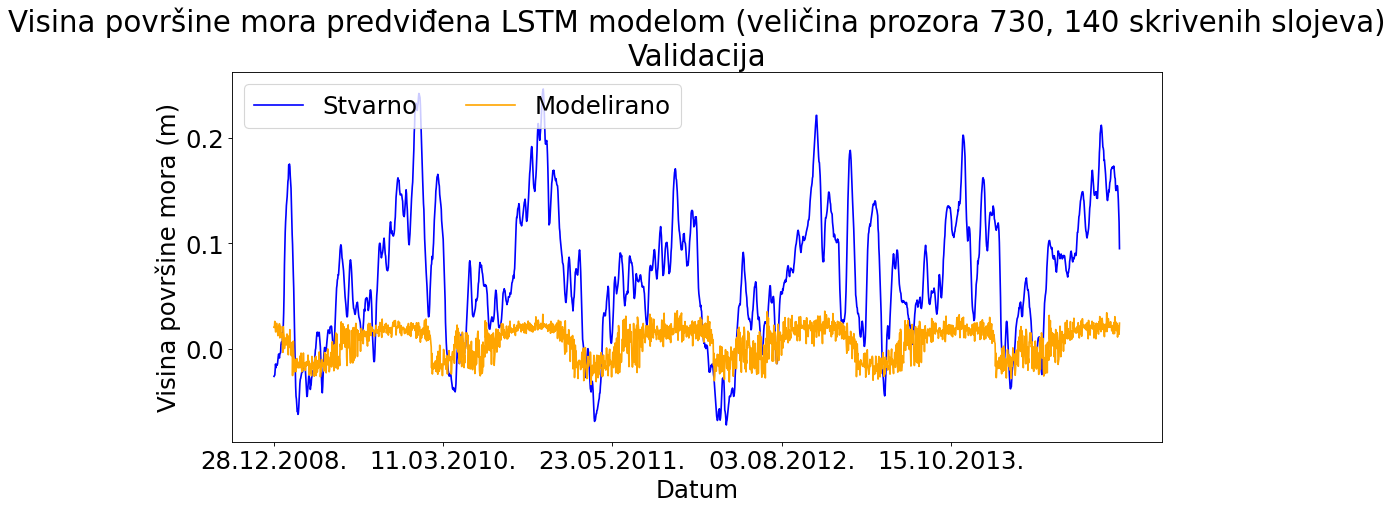 Visina površine mora predviđena LSTM modelom (veličina prozora 730, 140 skrivenih slojeva)
Validacija
Stvarno Modelirano
Visina površine mora (m)
0.2
0.1
0.0
28.12.2008. 11.03.2010. 23.05.2011. 03.08.2012. 15.10.2013.
Datum